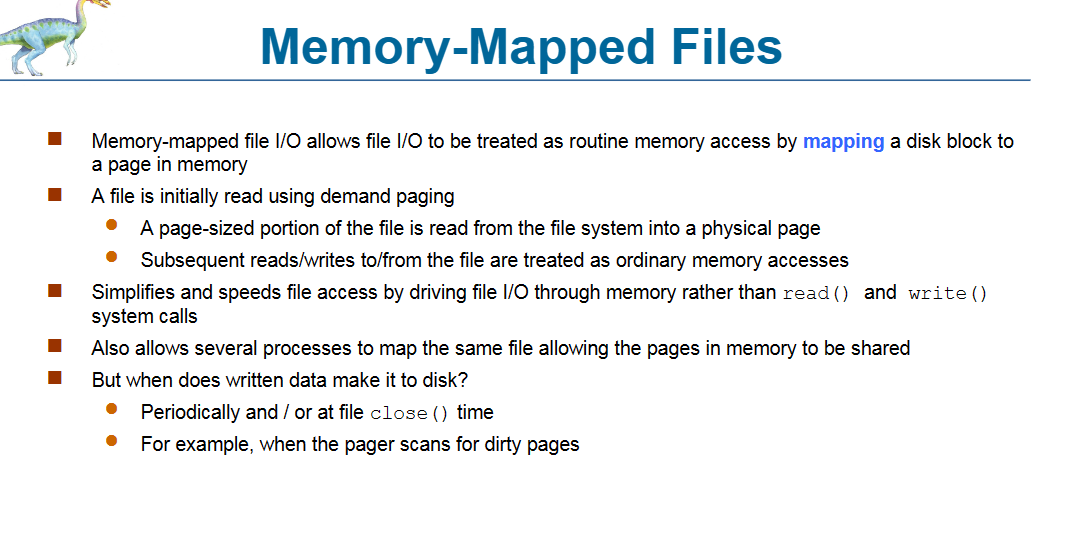 Memory-Mapped Files
Memory-mapped file I/O allows file I/O to be treated as routine memory access by mapping a disk block to
a page in memory
A file is initially read using demand paging
A page-sized portion of the file is read from the file system into a physical page
Subsequent reads/writes to/from the file are treated as ordinary memory accesses
Simplifies and speeds file access by driving file I/O through memory rather than read() and write()
system calls
Also allows several processes to map the same file allowing the pages in memory to be shared
But when does written data make it to disk?
Periodically and / or at file close() time
For example, when the pager scans for dirty pages